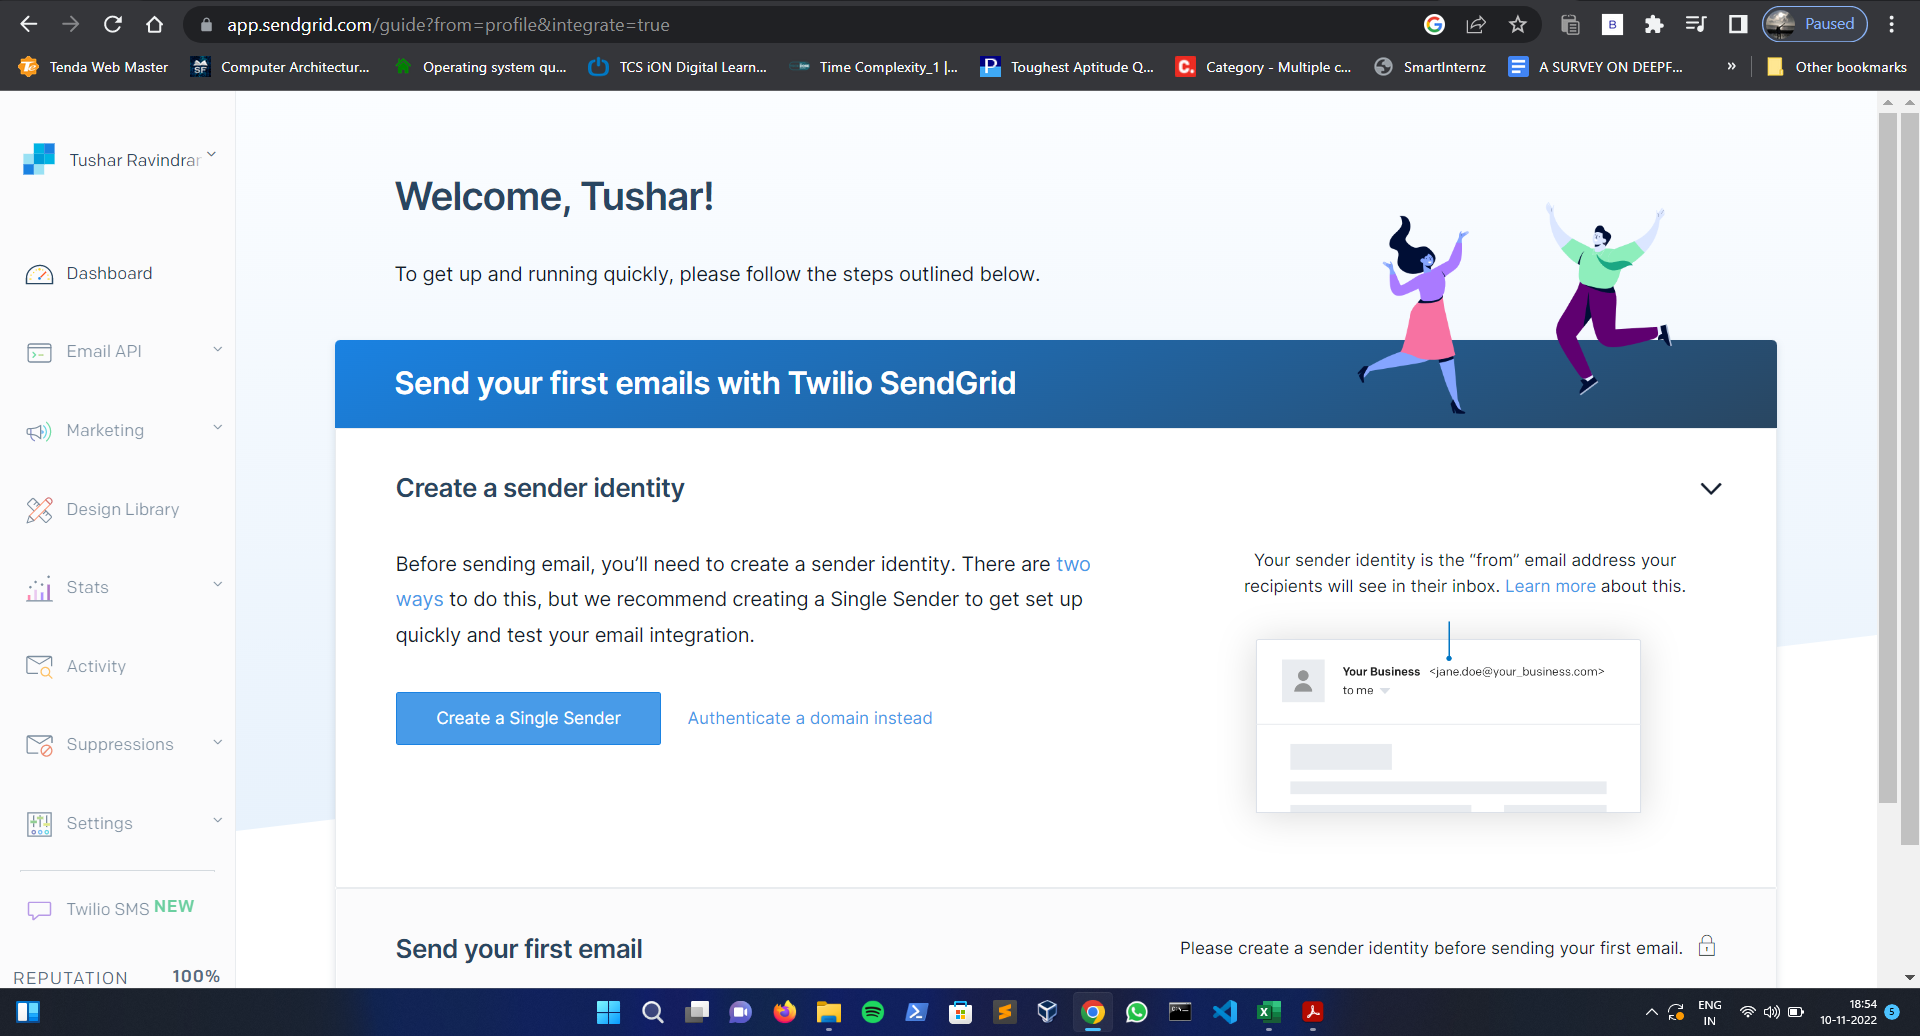 app.sendgrid.com/guide?from=profile&integrate=true
Paused
Tenda Web Master
Computer Architectur...
Operating system qu...
TCS iON Digital Learn...
Time Complexity_1 |...
Toughest Aptitude Q...
Category - Multiple c...
SmartInternz
A SURVEY ON DEEPF...
»
Other bookmarks
Tushar Ravindran
Dashboard
Email API
Marketing
Design Library
Stats
Activity
Suppressions
Settings
Twilio SMS NEW
REPUTATION 100%
Welcome, Tushar!
To get up and running quickly, please follow the steps outlined below.
Send your first emails with Twilio SendGrid
Create a sender identity
Before sending email, you’ll need to create a sender identity. There are two
ways to do this, but we recommend creating a Single Sender to get set up
quickly and test your email integration.
Create a Single Sender
Authenticate a domain instead
Your sender identity is the “from” email address your
recipients will see in their inbox. Learn more about this.
Your Business <jane.doe@your_business.com>
to me
Send your first email
Please create a sender identity before sending your first email.
ENG
IN
18:54
10-11-2022
5